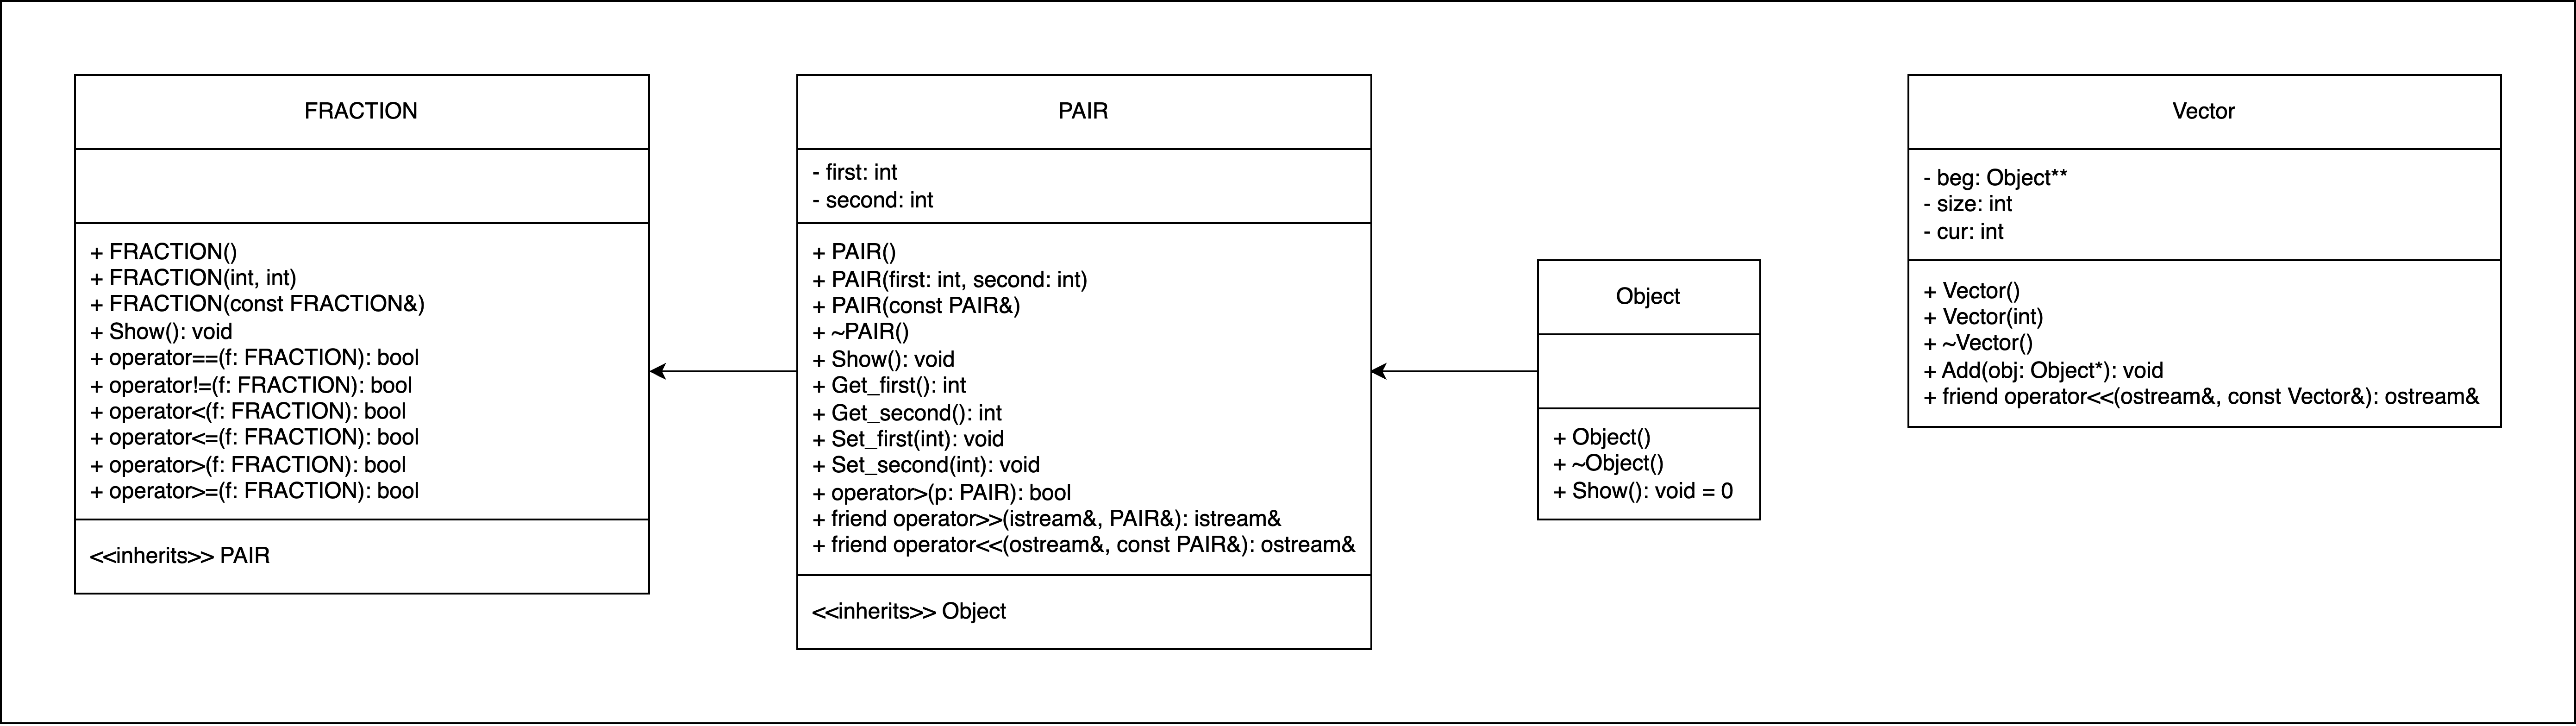 FRACTION
+ FRACTION()
+ FRACTION(int, int)
+ FRACTION(const FRACTION&)
+ Show(): void
+ operator==(f: FRACTION): bool
+ operator!=(f: FRACTION): bool
+ operator<(f: FRACTION): bool
+ operator<=(f: FRACTION): bool
+ operator>(f: FRACTION): bool
+ operator>=(f: FRACTION): bool
<<inherits>> PAIR
PAIR
- first: int
- second: int
+ PAIR()
+ PAIR(first: int, second: int)
+ PAIR(const PAIR&)
+ ~PAIR()
+ Show(): void
+ Get_first(): int
+ Get_second(): int
+ Set_first(int): void
+ Set_second(int): void
+ operator>(p: PAIR): bool
+ friend operator>>(istream&, PAIR&): istream&
+ friend operator<<(ostream&, const PAIR&): ostream&
<<inherits>> Object
Object
+ Object()
+ ~Object()
+ Show(): void = 0
Vector
- beg: Object**
- size: int
- cur: int
+ Vector()
+ Vector(int)
+ ~Vector()
+ Add(obj: Object*): void
+ friend operator<<(ostream&, const Vector&): ostream&